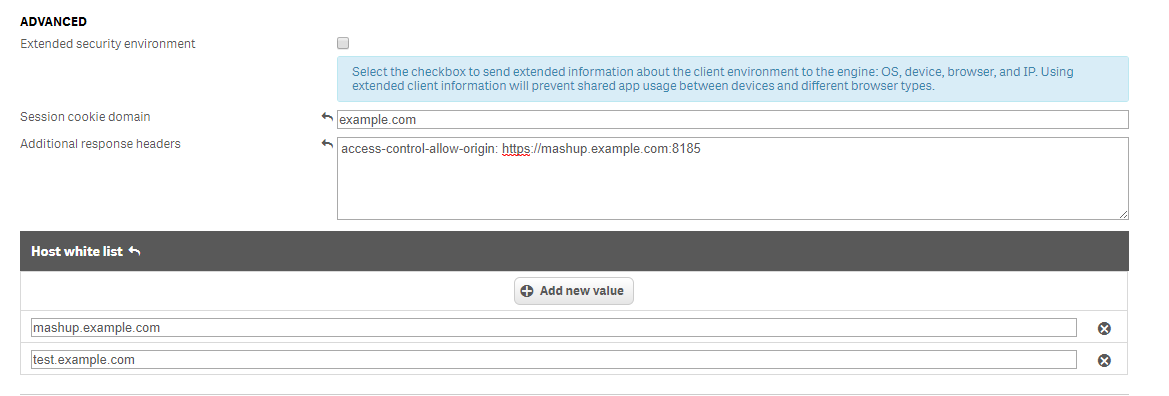 ADVANCED
Extended security environment
Select the checkbox to send extended information about the client environment to the engine: OS, device, browser, and IP. Using
extended client information will prevent shared app usage between devices and different browser types.
Session cookie domain
example.com
Additional response headers
access-control-allow-origin: https://mashup.example.com:8185
Host white list
Add new value
mashup.example.com
test.example.com